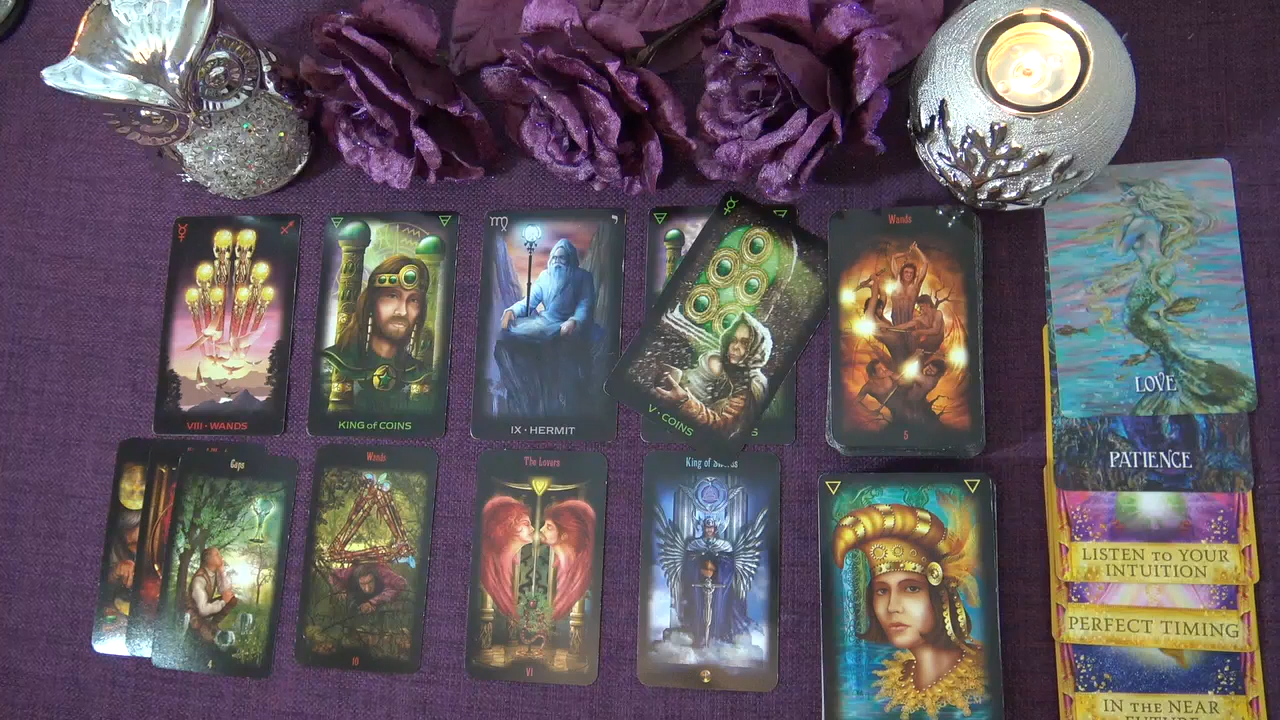 VIII • WANDS
KING of COINS
IX • HERMIT
V • COINS
S
Wands
5
Cups
4
Wands
10
The Lovers
VI
King of Swords
LOVE
PATIENCE
LISTEN to YOUR
INTUITION
PERFECT TIMING
IN THE NEAR
FUTURE